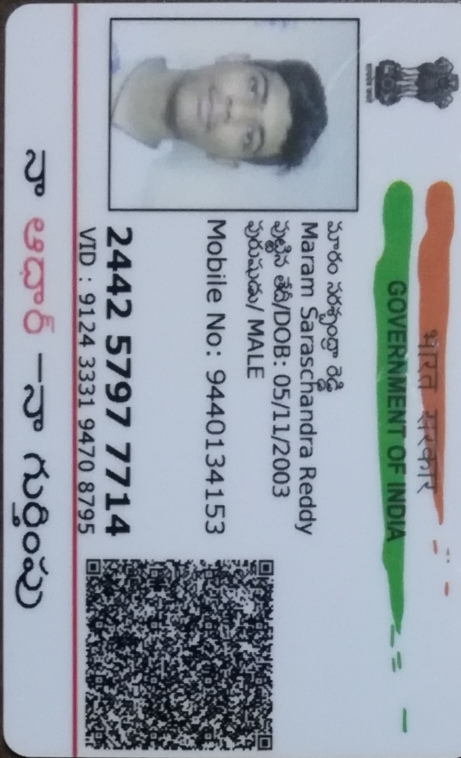 भारत सरकार
GOVERNMENT OF INDIA
మారం సరస్చంద్రా రెడ్డి
Maram Saraschandra Reddy
పుట్టిన తేదీ/DOB: 05/11/2003
పురుషుడు/ MALE
Mobile No: 9440134153
2442 5797 7714
VID : 9124 3331 9470 8795
నా ఆధార్ –నా గుర్తింపు